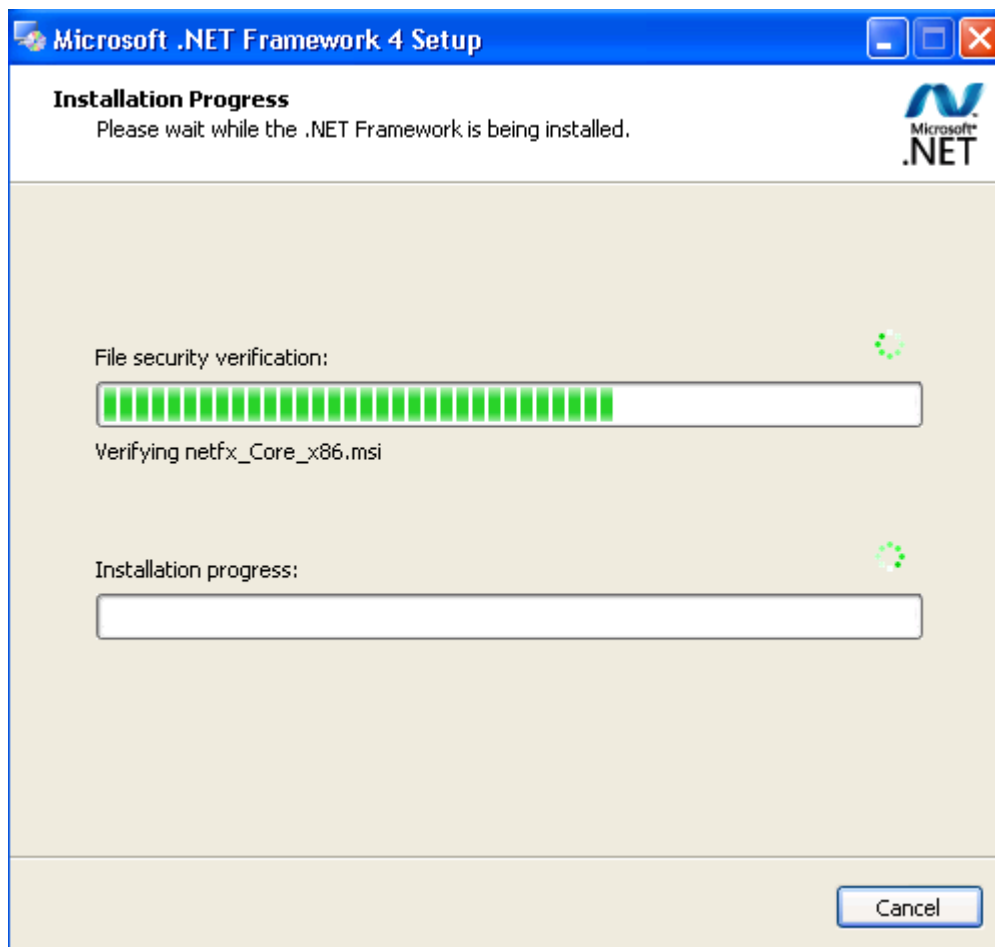 Microsoft .NET Framework 4 Setup
Installation Progress
Please wait while the .NET Framework is being installed.
Microsoft®
.NET
File security verification:
Verifying netfx_Core_x86.msi
Installation progress:
Cancel